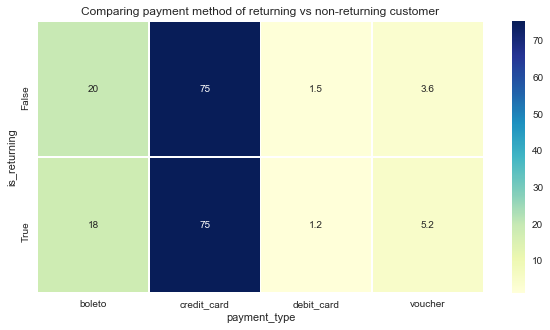 Comparing payment method of returning vs non-returning customer
is_returning
False
20 75 1.5 3.6
True
18 75 1.2 5.2
boleto credit_card debit_card voucher
payment_type
70
60
50
40
30
20
10